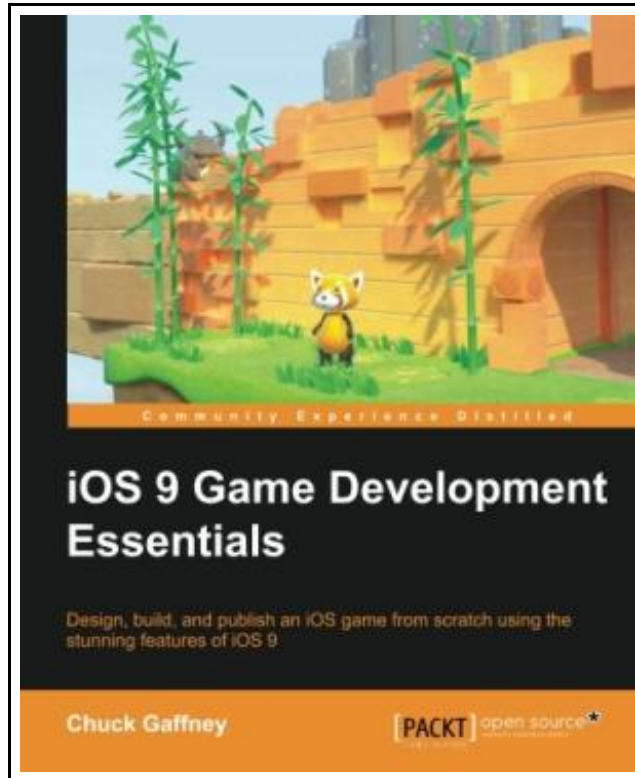 Community Experience Distilled
iOS 9 Game Development
Essentials
Design, build, and publish an iOS game from scratch using the
stunning features of iOS 9
Chuck Gaffney
[PACKT] open source*